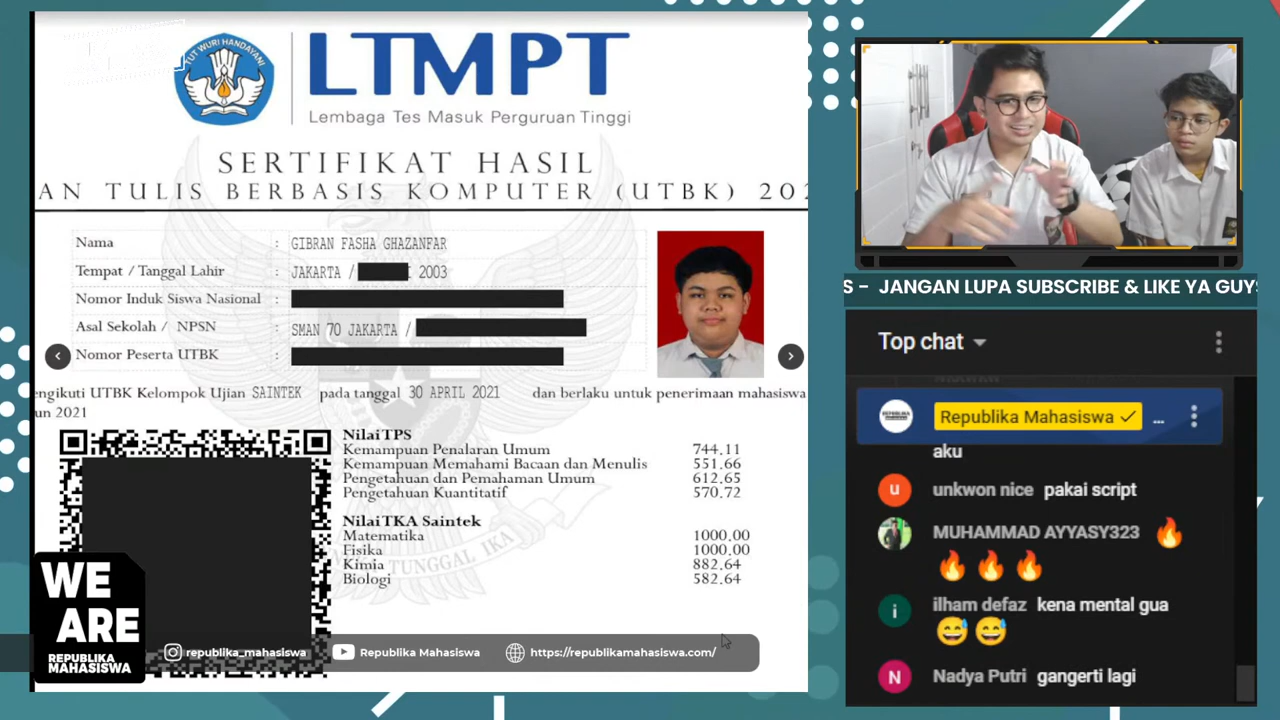 TUT WURI HANDAYANI
LTMPT
Lembaga Tes Masuk Perguruan Tinggi
SERTIFIKAT HASIL
AN TULIS BERBASIS KOMPUTER (UTBK) 202
Nama : GIBRAN FASHA GHAZANFAR
Tempat / Tanggal Lahir : JAKARTA / I 2003
Nomor Induk Siswa Nasional :
Asal Sekolah / NPSN : SMAN 70 JAKARTA /
Nomor Peserta UTBK :
engikuti UTBK Kelompok Ujian SAINTEK pada tanggal 30 APRIL 2021 dan berlaku untuk penerimaan mahasiswa
un 2021
Nilai TPS
Kemampuan Penalaran Umum 744.11
Kemampuan Memahami Bacaan dan Menulis 551.66
Pengetahuan dan Pemahaman Umum 612.65
Pengetahuan Kuantitatif 570.72
Nilai TKA Saintek
Matematika 1000.00
Fisika 1000.00
Kimia 882.64
Biologi 582.64
TUNGGAL IKA
WE
ARE
REPUBLIKA
MAHASISWA
republika_mahasiswa
Republika Mahasiswa
https://republikamahasiswa.com/
S - JANGAN LUPA SUBSCRIBE & LIKE YA GUYS
Top chat
Republika Mahasiswa ✓ ...
aku
u unkwon nice pakai script
MUHAMMAD AYYASY323 🔥
🔥 🔥 🔥
i ilham defaz kena mental gua
😅 😅
N Nadya Putri gangerti lagi